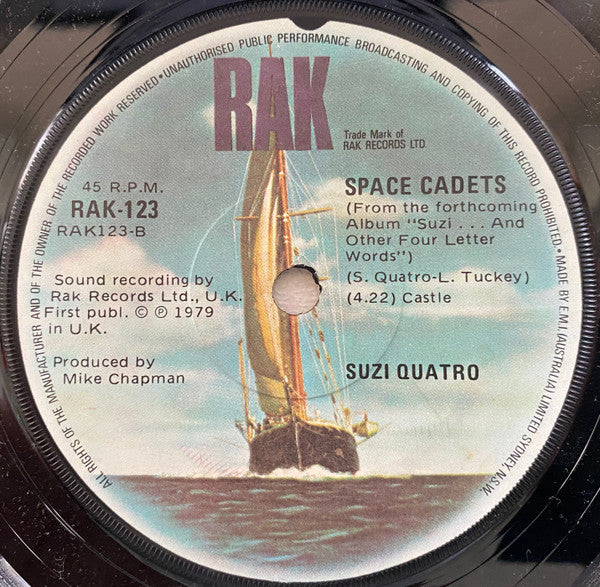 ALL RIGHTS OF THE MANUFACTURER AND OF THE OWNER OF THE RECORDED WORK RESERVED • UNAUTHORISED PUBLIC PERFORMANCE BROADCASTING AND COPYING OF THIS RECORD PROHIBITED • MADE BY E.M.I. (AUSTRALIA) LIMITED SYDNEY, N.S.W.
RAK
Trade Mark of
RAK RECORDS LTD.
45 R.P.M.
RAK-123
RAK123-B
SPACE CADETS
(From the forthcoming
Album "Suzi . . . And
Other Four Letter
Words")
(S. Quatro-L. Tuckey)
(4.22) Castle
Sound recording by
Rak Records Ltd., U.K.
First publ. © ℗ 1979
in U.K.
Produced by
Mike Chapman
SUZI QUATRO